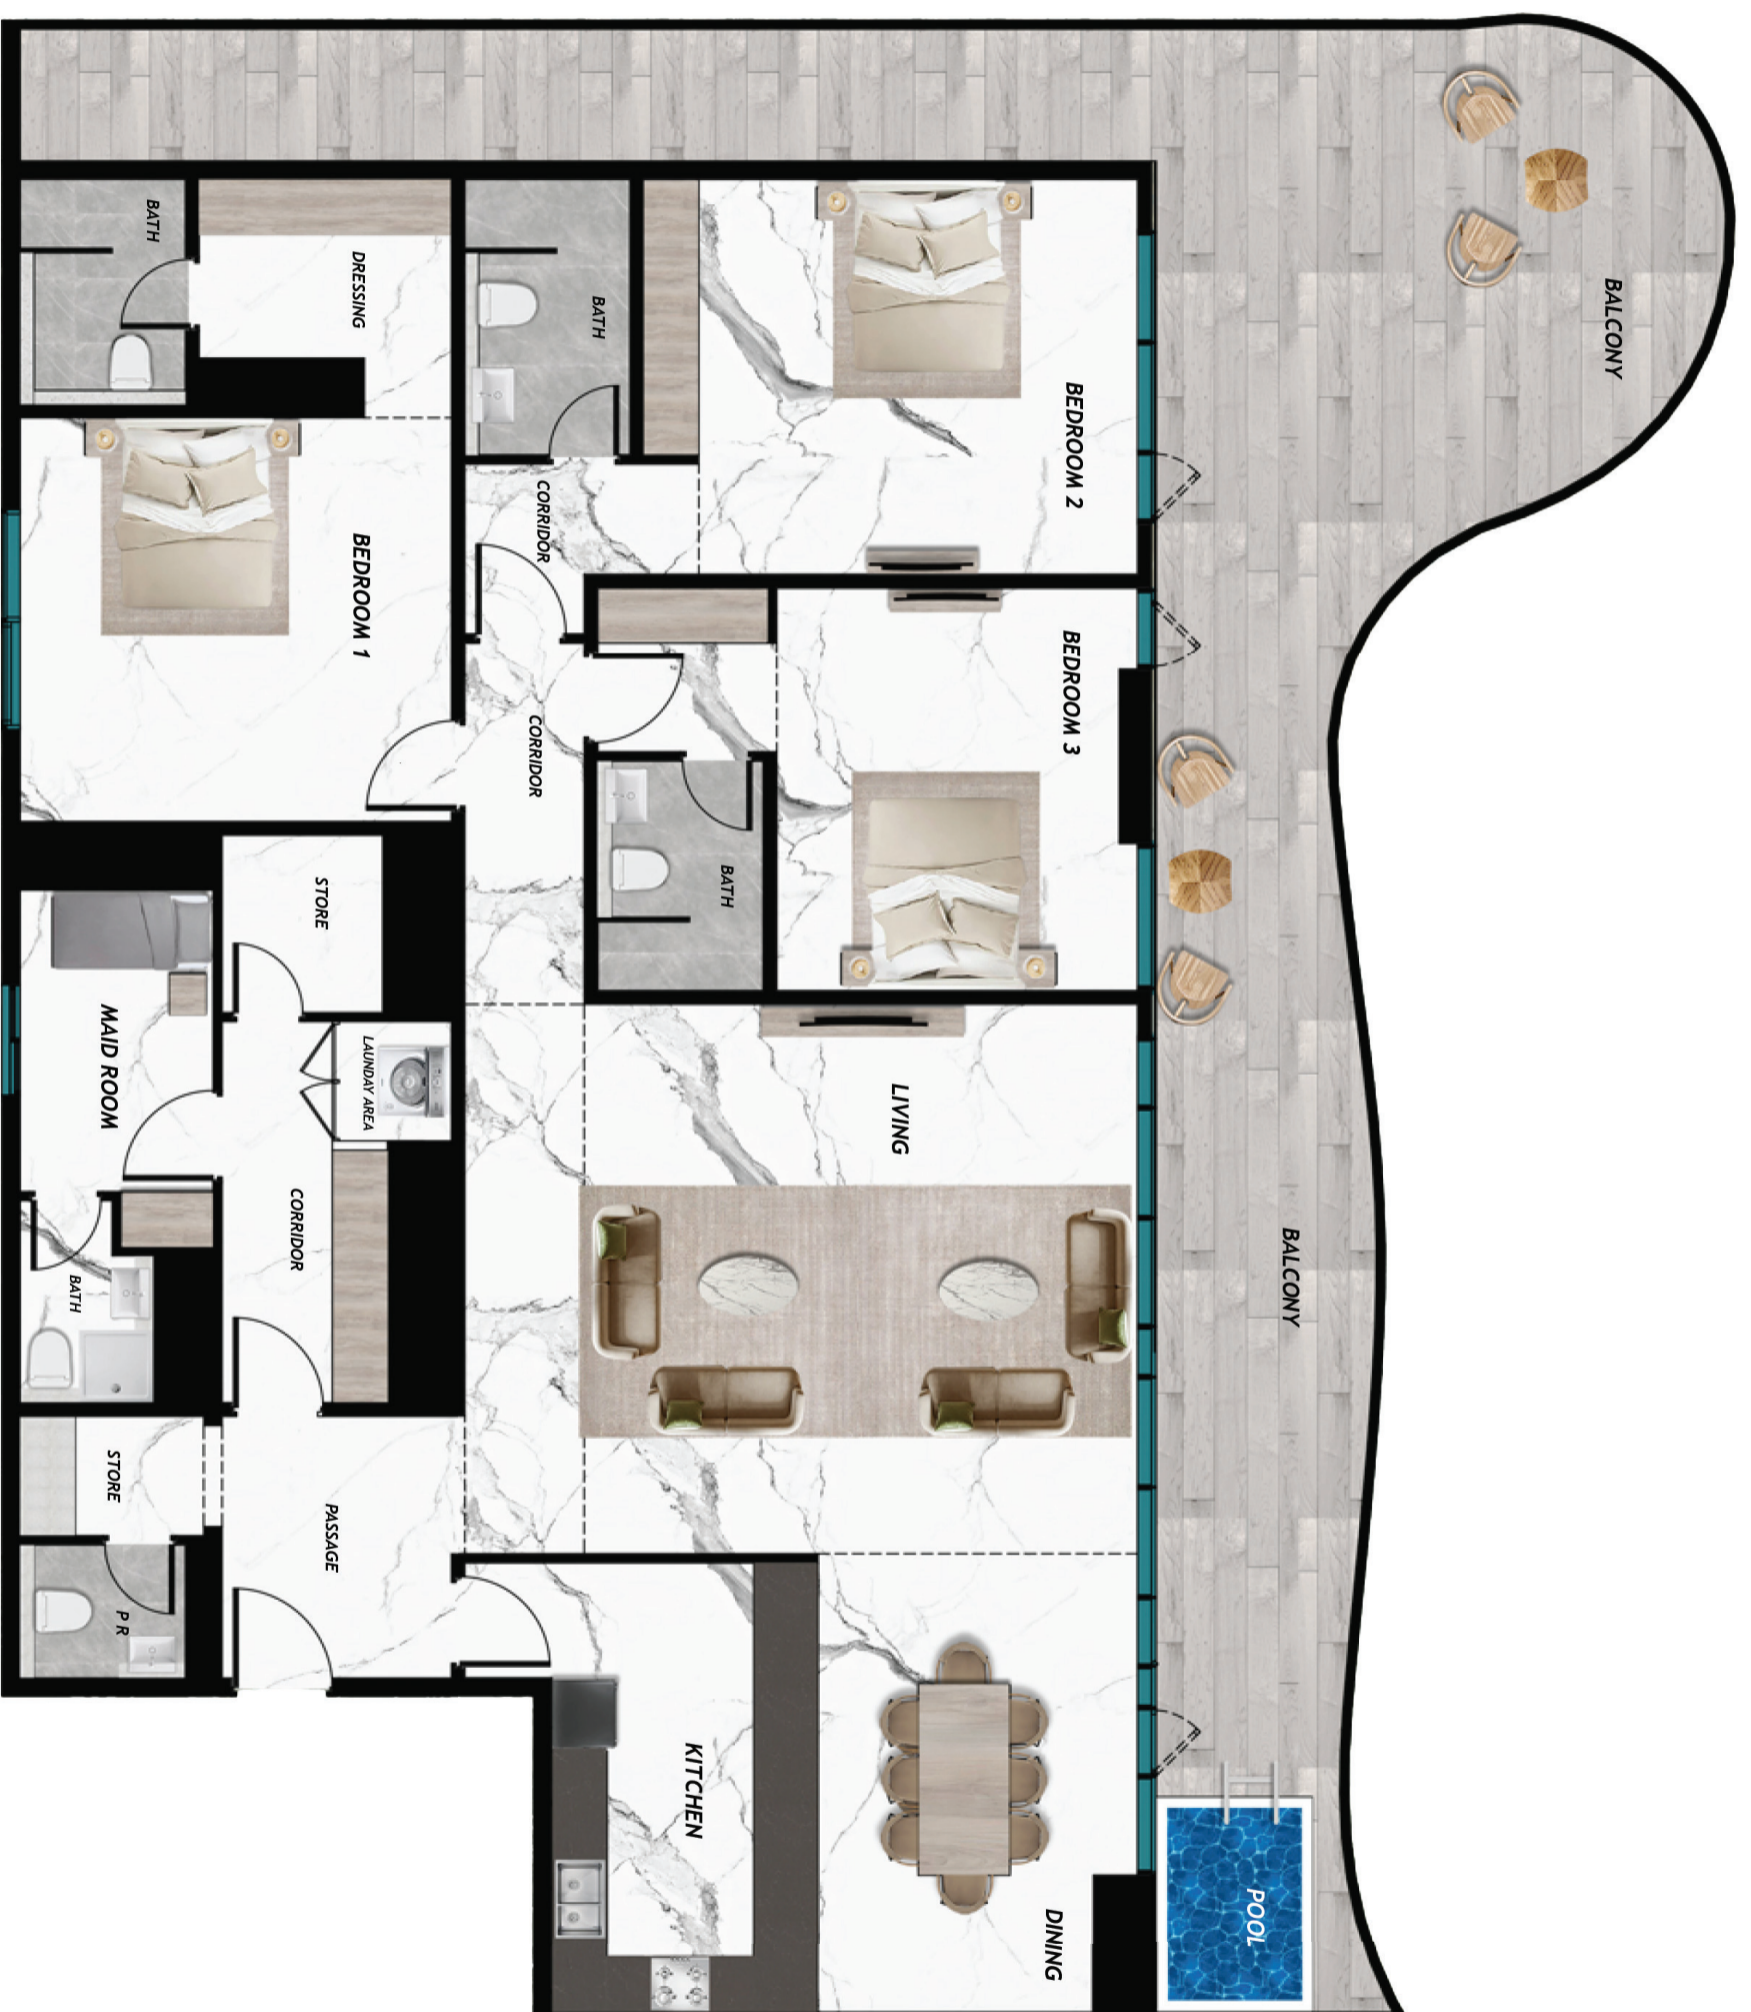 BALCONY
BATH
DRESSING
BATH
BEDROOM 2
CORRIDOR
BEDROOM 1
BEDROOM 3
CORRIDOR
BATH
STORE
MAID ROOM
LAUNDAY AREA
LIVING
CORRIDOR
BATH
BALCONY
STORE
PASSAGE
P R
KITCHEN
DINING
POOL